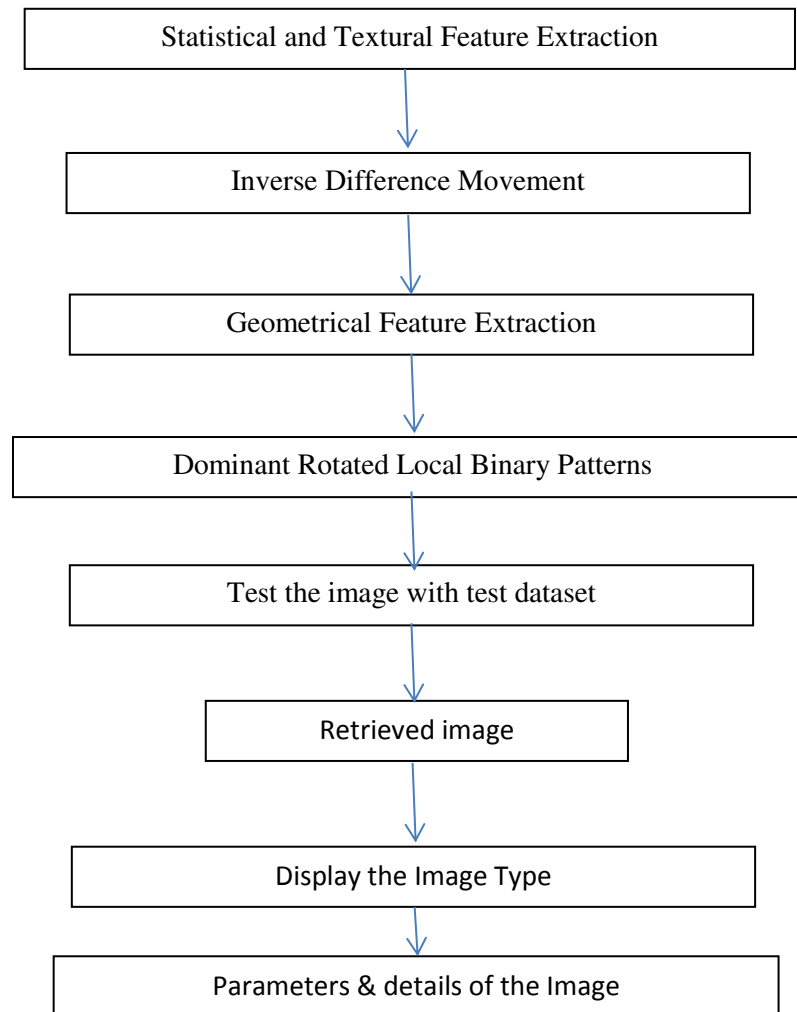 Statistical and Textural Feature Extraction
Inverse Difference Movement
Geometrical Feature Extraction
Dominant Rotated Local Binary Patterns
Test the image with test dataset
Retrieved image
Display the Image Type
Parameters & details of the Image